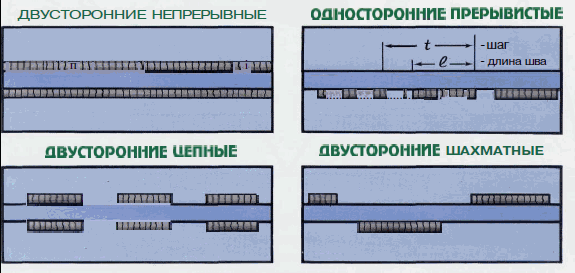 ДВУСТОРОННИЕ НЕПРЕРЫВНЫЕ
ОДНОСТОРОННИЕ ПРЕРЫВИСТЫЕ
t - шаг
ℓ - длина шва
ДВУСТОРОННИЕ ЦЕПНЫЕ
ДВУСТОРОННИЕ ШАХМАТНЫЕ